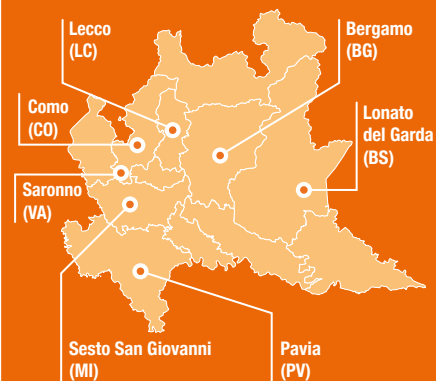 Lecco
(LC)
Bergamo
(BG)
Como
(CO)
Lonato
del Garda
(BS)
Saronno
(VA)
Sesto San Giovanni
(MI)
Pavia
(PV)